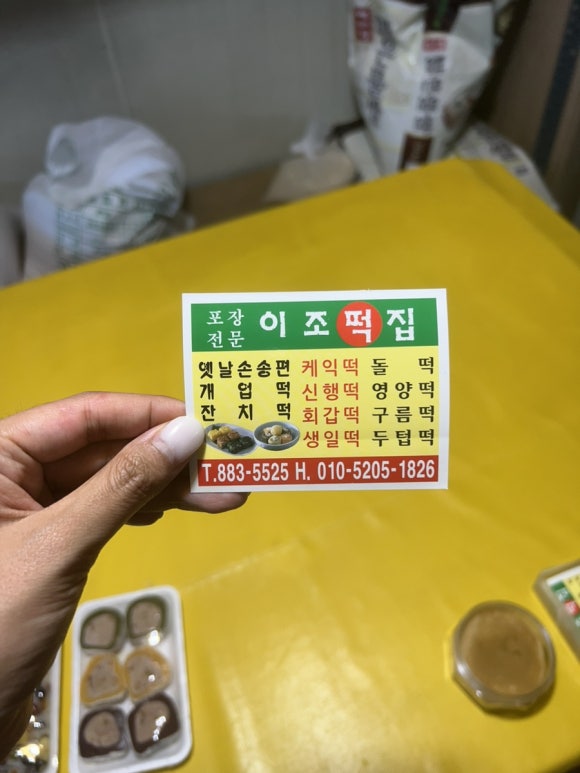 포장
전문
이조떡집
옛날손송편 케익떡 돌 떡
개 업 떡 신행떡 영양떡
잔 치 떡 회갑떡 구름떡
생일떡 두텁떡
T.883-5525 H. 010-5205-1826